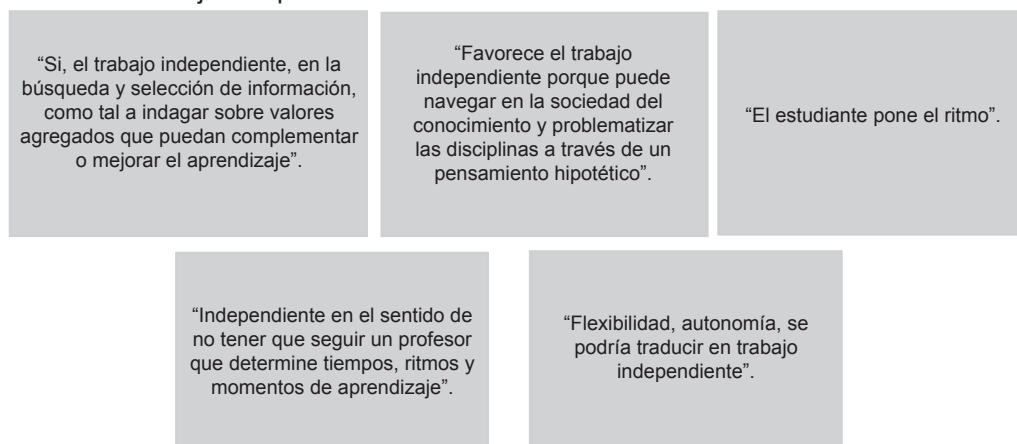 “Si, el trabajo independiente, en la
búsqueda y selección de información,
como tal a indagar sobre valores
agregados que puedan complementar
o mejorar el aprendizaje”.
“Favorece el trabajo
independiente porque puede
navegar en la sociedad del
conocimiento y problematizar
las disciplinas a través de un
pensamiento hipotético”.
“El estudiante pone el ritmo”.
“Independiente en el sentido de
no tener que seguir un profesor
que determine tiempos, ritmos y
momentos de aprendizaje”.
“Flexibilidad, autonomía, se
podría traducir en trabajo
independiente”.